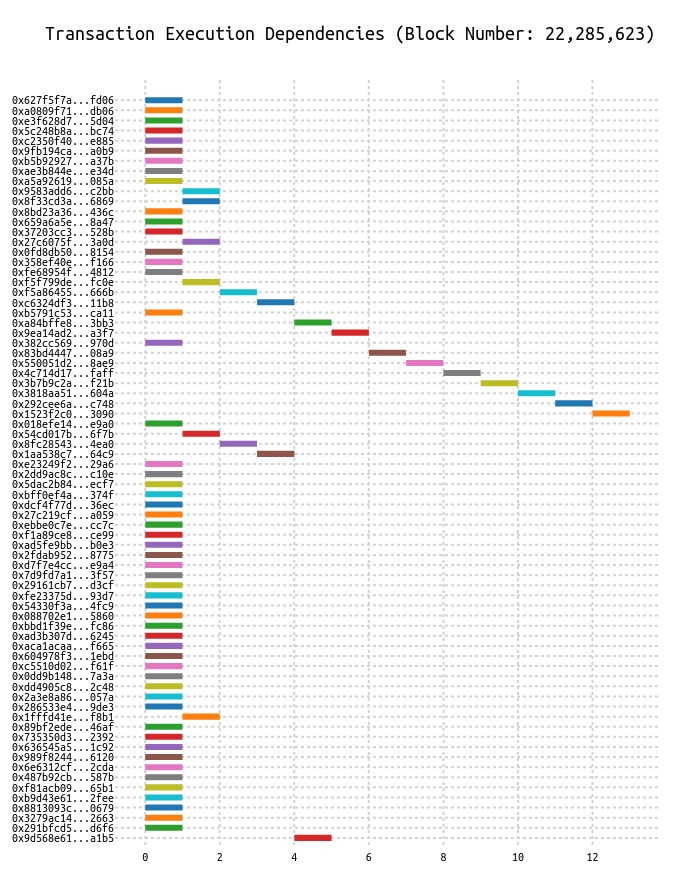 Transaction Execution Dependencies (Block Number: 22,285,623)
0x627f5f7a...fd06
0xa0809f71...db06
0xe3f628d7...5d04
0x5c248b8a...bc74
0xc2350f40...e885
0x9fb194ca...a0b9
0xb5b92927...a37b
0xae3b844e...e34d
0xa5a92619...085a
0x9583add6...c2bb
0x8f33cd3a...6869
0x8bd23a36...436c
0x659a6a5e...8a47
0x37203cc3...528b
0x27c6075f...3a0d
0x0fd8db50...8154
0x358ef40e...f166
0xfe68954f...4812
0xf5f799de...fc0e
0xf5a86455...666b
0xc6324df3...11b8
0xb5791c53...ca11
0xa84bffe8...3bb3
0x9ea14ad2...a3f7
0x382cc569...970d
0x83bd4447...08a9
0x550051d2...8ae9
0x4c714d17...faff
0x3b7b9c2a...f21b
0x3818aa51...604a
0x292cee6a...c748
0x1523f2c0...3090
0x018efe14...e9a0
0x54cd017b...6f7b
0x8fc28543...4ea0
0x1aa538c7...64c9
0xe23249f2...29a6
0x2dd9ac8c...c10e
0x5dac2b84...ecf7
0xbff0ef4a...374f
0xdcf4f77d...36ec
0x27c219cf...a059
0xebbe0c7e...cc7c
0xf1a89ce8...ce99
0xad5fe9bb...b0e3
0x2fdab952...8775
0xd7f7e4cc...e9a4
0x7d9fd7a1...3f57
0x29161cb7...d3cf
0xfe23375d...93d7
0x54330f3a...4fc9
0x088702e1...5860
0xbbd1f39e...fc86
0xad3b307d...6245
0xaca1acaa...f665
0x604978f3...1ebd
0xc5510d02...f61f
0x0dd9b148...7a3a
0xdd4905c8...2c48
0x2a3e8a86...057a
0x286533e4...9de3
0x1fffd41e...f8b1
0x89bf2ede...46af
0x735350d3...2392
0x636545a5...1c92
0x989f8244...6120
0x6e6312cf...2cda
0x487b92cb...587b
0xf81acb09...65b1
0xb9d43e61...2fee
0x8813093c...0679
0x3279ac14...2663
0x291bfcd5...d6f6
0x9d568e61...a1b5
0 2 4 6 8 10 12